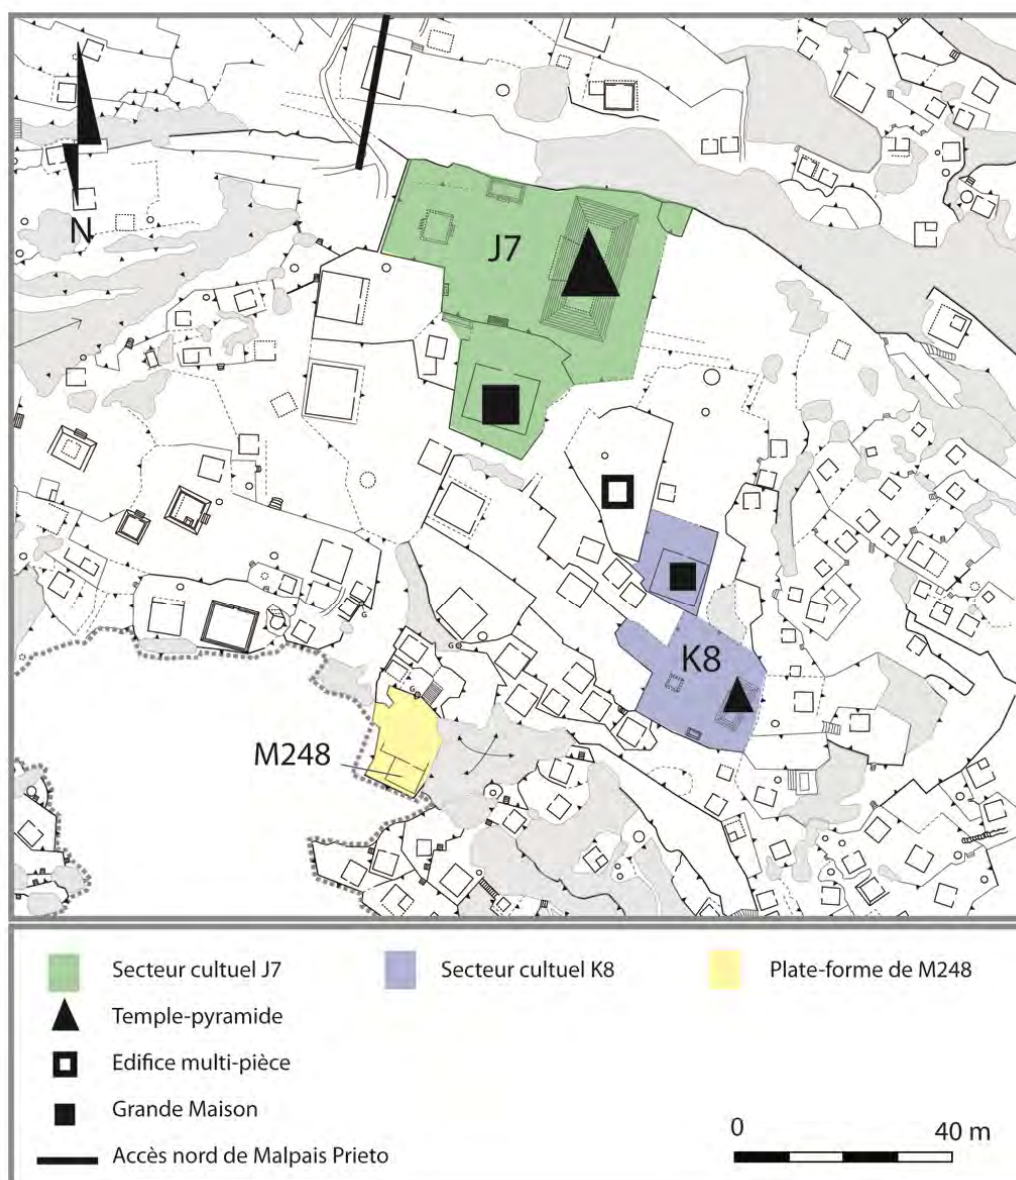 N
J7
K8
M248
G
G
G
Secteur cultuel J7
Secteur cultuel K8
Plate-forme de M248
Temple-pyramide
Edifice multi-pièce
Grande Maison
Accès nord de Malpais Prieto
0 40 m